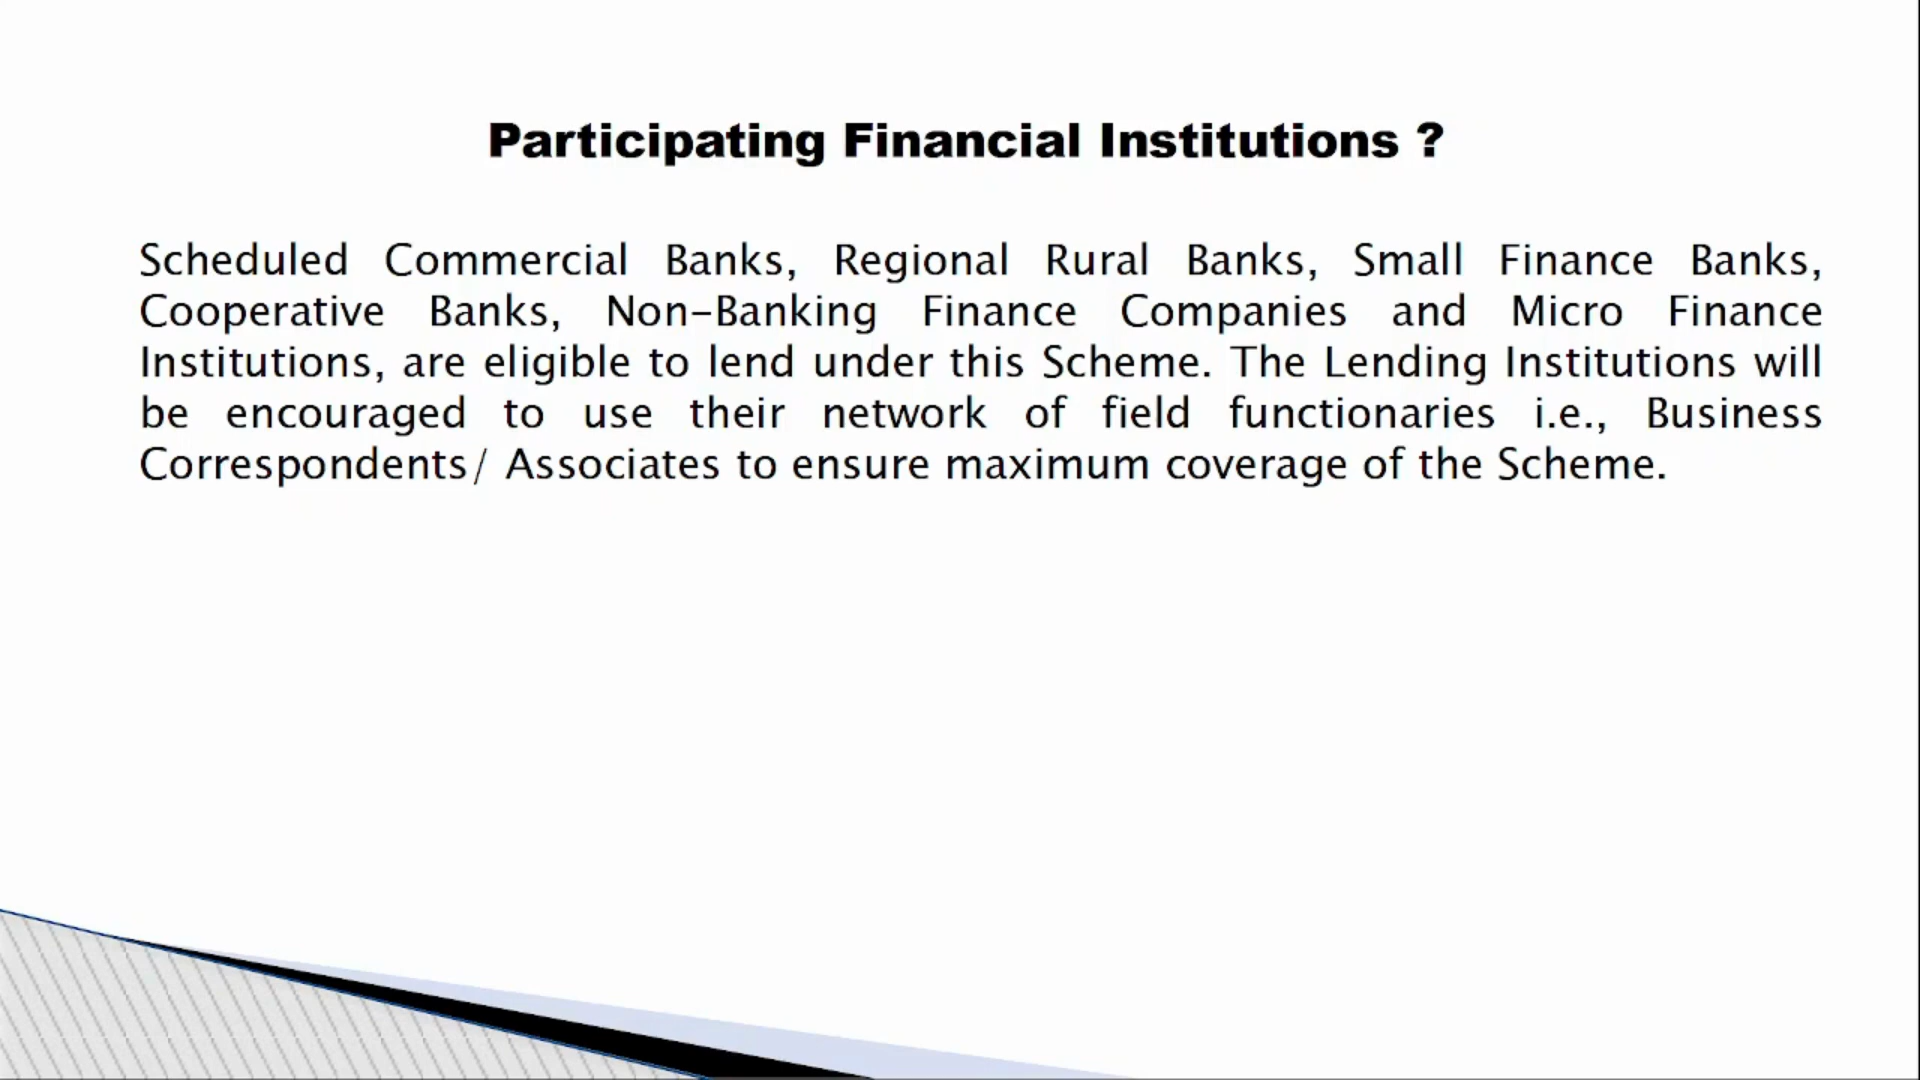 Participating Financial Institutions ?
Scheduled Commercial Banks, Regional Rural Banks, Small Finance Banks,
Cooperative Banks, Non-Banking Finance Companies and Micro Finance
Institutions, are eligible to lend under this Scheme. The Lending Institutions will
be encouraged to use their network of field functionaries i.e., Business
Correspondents/ Associates to ensure maximum coverage of the Scheme.